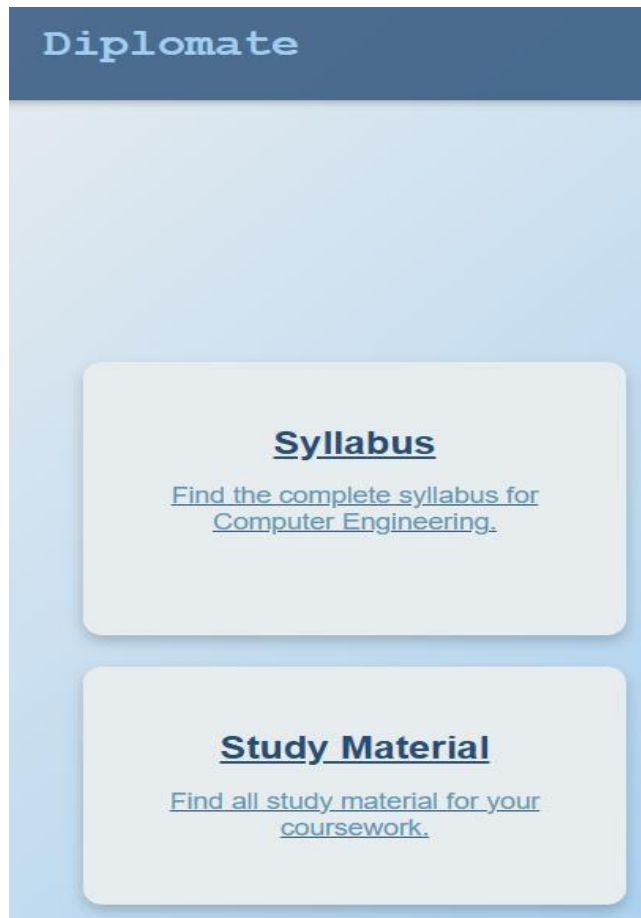 Diplomate
Syllabus
Find the complete syllabus for
Computer Engineering.
Study Material
Find all study material for your
coursework.